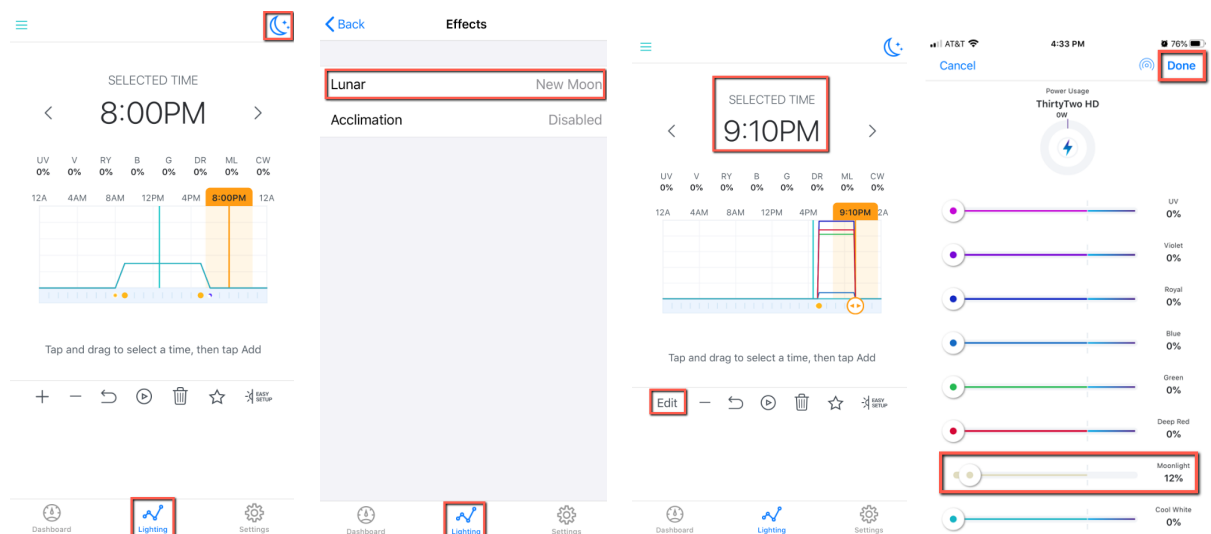 SELECTED TIME
8:00PM
UV V RY B G DR ML CW
0% 0% 0% 0% 0% 0% 0% 0%
12A 4AM 8AM 12PM 4PM 8:00PM 12A
Tap and drag to select a time, then tap Add
EASY
SETUP
Dashboard Lighting Settings
Back Effects
Lunar New Moon
Acclimation Disabled
Dashboard Lighting Settings
SELECTED TIME
9:10PM
UV V RY B G DR ML CW
0% 0% 0% 0% 0% 0% 0% 0%
12A 4AM 8AM 12PM 4PM 9:10PM 2A
Tap and drag to select a time, then tap Add
Edit EASY
SETUP
Dashboard Lighting Settings
AT&T 4:33 PM 76%
Cancel Done
Power Usage
ThirtyTwo HD
0W
UV
0%
Violet
0%
Royal
0%
Blue
0%
Green
0%
Deep Red
0%
Moonlight
12%
Cool White
0%